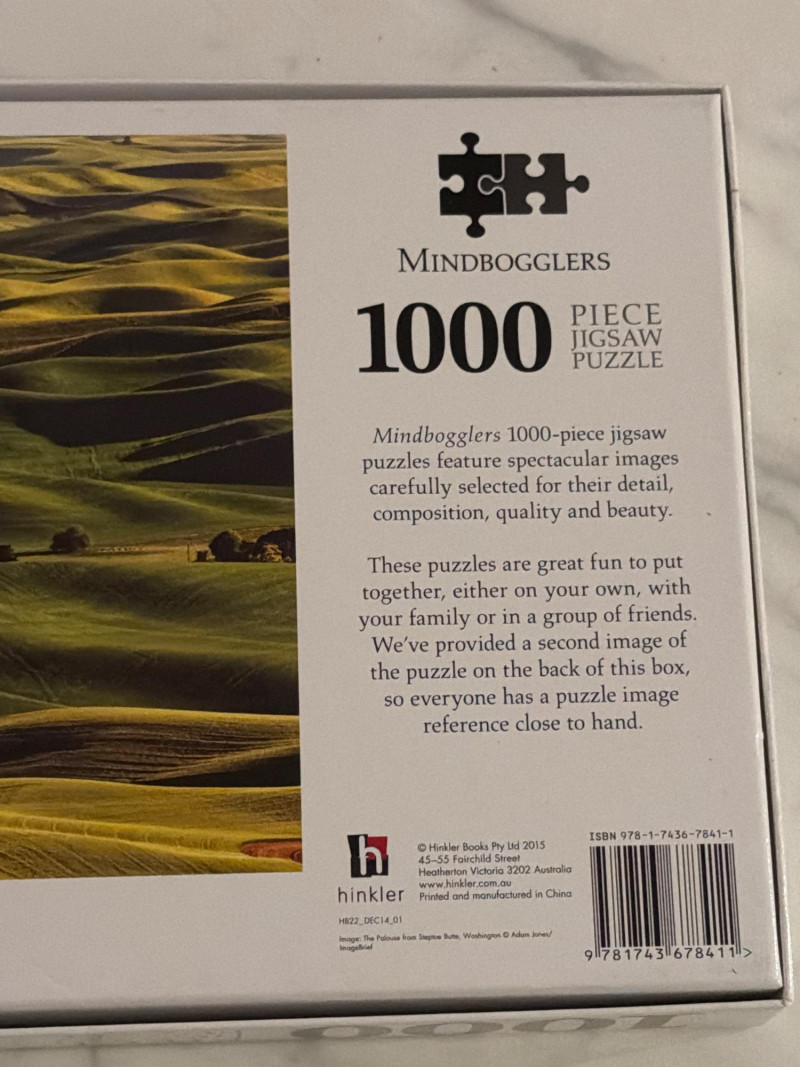 MINDBOGGLERS
1000 PIECE
JIGSAW
PUZZLE
Mindbogglers 1000-piece jigsaw
puzzles feature spectacular images
carefully selected for their detail,
composition, quality and beauty.
These puzzles are great fun to put
together, either on your own, with
your family or in a group of friends.
We've provided a second image of
the puzzle on the back of this box,
so everyone has a puzzle image
reference close to hand.
h
hinkler
© Hinkler Books Pty Ltd 2015
45–55 Fairchild Street
Heatherton Victoria 3202 Australia
www.hinkler.com.au
Printed and manufactured in China
HB22_DEC14_01
Image: The Palouse from Steptoe Butte, Washington © Adam Jones/
ImageBrief
ISBN 978-1-7436-7841-1
9 781743 678411 >
1000